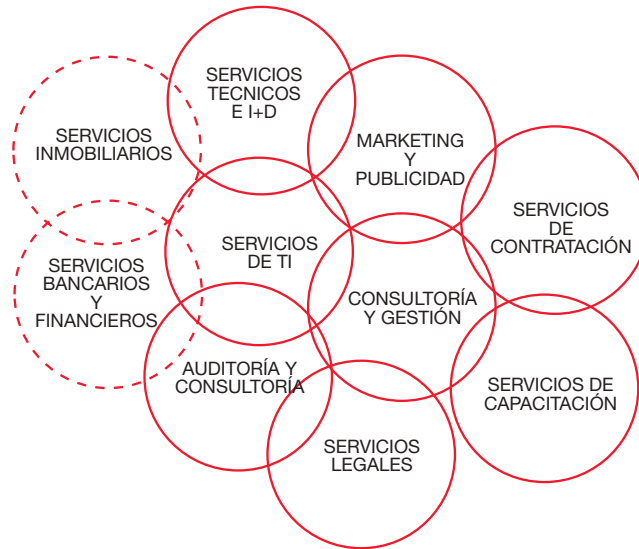 SERVICIOS
TECNICOS
E I+D
SERVICIOS
INMOBILIARIOS
MARKETING
Y
PUBLICIDAD
SERVICIOS
DE
CONTRATACIÓN
SERVICIOS
DE TI
SERVICIOS
BANCARIOS
Y
FINANCIEROS
CONSULTORÍA
Y GESTIÓN
AUDITORÍA Y
CONSULTORÍA
SERVICIOS DE
CAPACITACIÓN
SERVICIOS
LEGALES